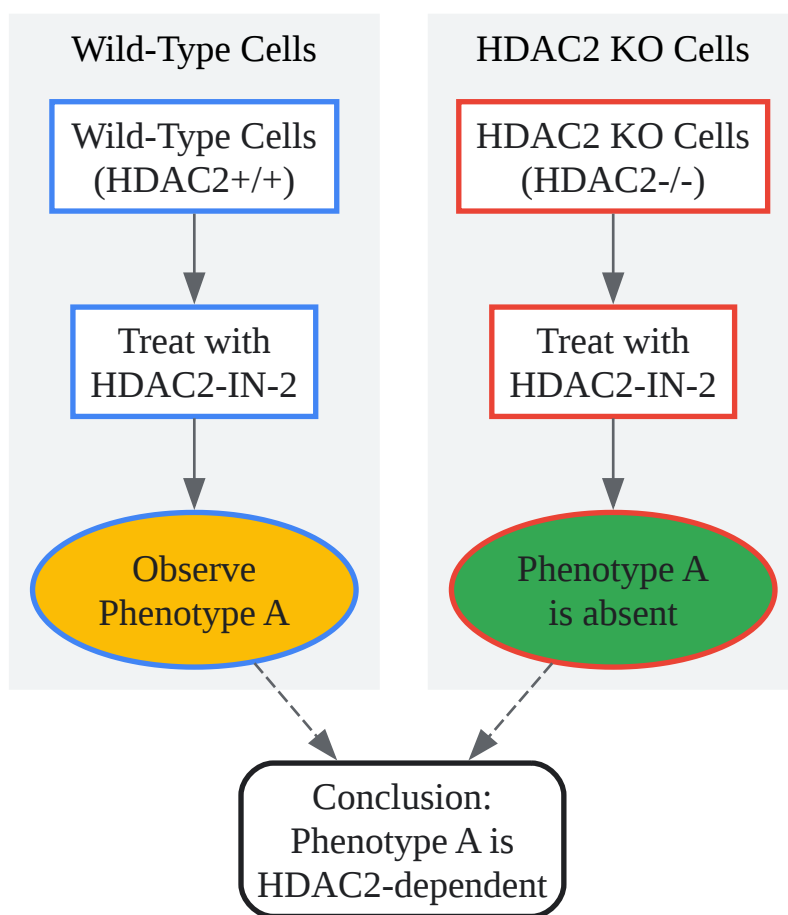 Wild-Type Cells
Wild-Type Cells
(HDAC2+/+)
Treat with
HDAC2-IN-2
Observe
Phenotype A
HDAC2 KO Cells
HDAC2 KO Cells
(HDAC2-/-)
Treat with
HDAC2-IN-2
Phenotype A
is absent
Conclusion:
Phenotype A is
HDAC2-dependent